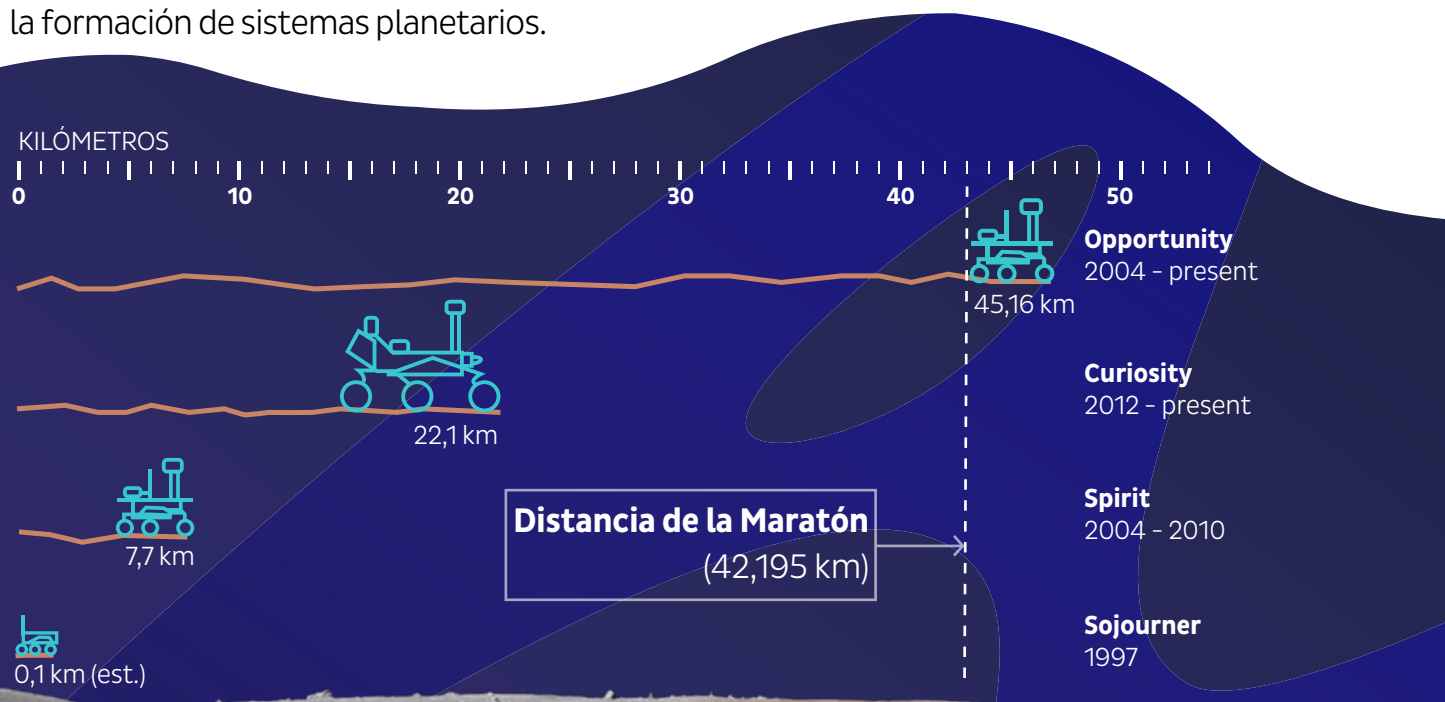 la formación de sistemas planetarios.
KILÓMETROS
0 10 20 30 40 50
Opportunity
2004 - present
45,16 km
Curiosity
2012 - present
22,1 km
Distancia de la Maratón
(42,195 km)
Spirit
2004 - 2010
7,7 km
Sojourner
1997
0,1 km (est.)